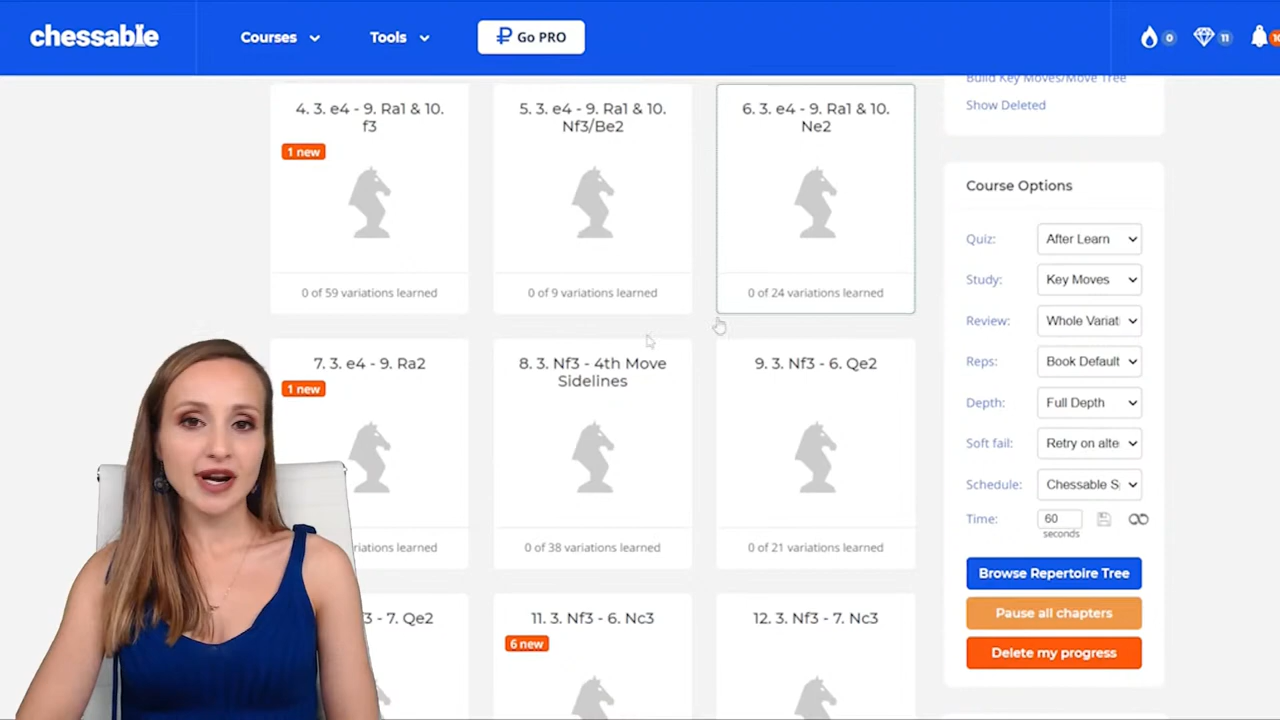 chessable
Courses
Tools
Go PRO
0
11
Build Key Moves/Move Tree
Show Deleted
4. 3. e4 - 9. Ra1 & 10.
f3
1 new
0 of 59 variations learned
5. 3. e4 - 9. Ra1 & 10.
Nf3/Be2
0 of 9 variations learned
6. 3. e4 - 9. Ra1 & 10.
Ne2
0 of 24 variations learned
7. 3. e4 - 9. Ra2
1 new
riations learned
8. 3. Nf3 - 4th Move
Sidelines
0 of 38 variations learned
9. 3. Nf3 - 6. Qe2
0 of 21 variations learned
3 - 7. Qe2
11. 3. Nf3 - 6. Nc3
6 new
12. 3. Nf3 - 7. Nc3
Course Options
Quiz: After Learn
Study: Key Moves
Review: Whole Variat
Reps: Book Default
Depth: Full Depth
Soft fail: Retry on alte
Schedule: Chessable S
Time: 60
seconds
Browse Repertoire Tree
Pause all chapters
Delete my progress